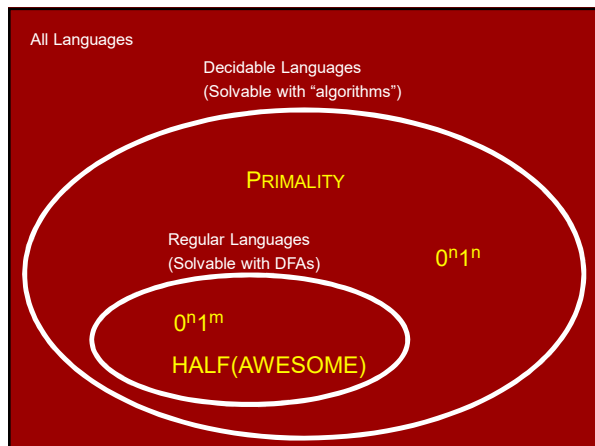 All Languages
Decidable Languages
(Solvable with “algorithms”)
PRIMALITY
Regular Languages
(Solvable with DFAs)
0ⁿ1ⁿ
0ⁿ1ᵐ
HALF(AWESOME)